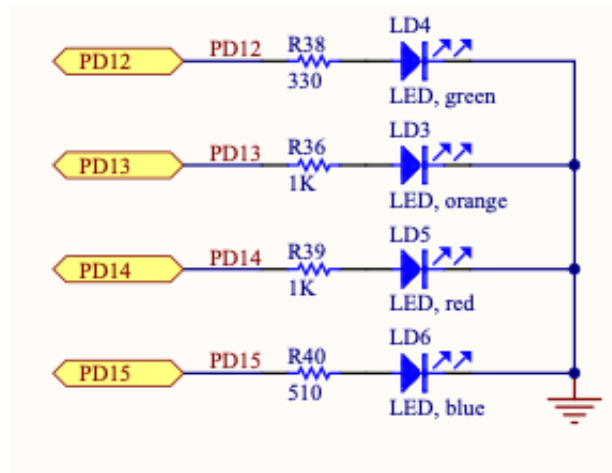 LD4
PD12 PD12 R38
330
LED, green
LD3
PD13 PD13 R36
1K
LED, orange
LD5
PD14 PD14 R39
1K
LED, red
LD6
PD15 PD15 R40
510
LED, blue